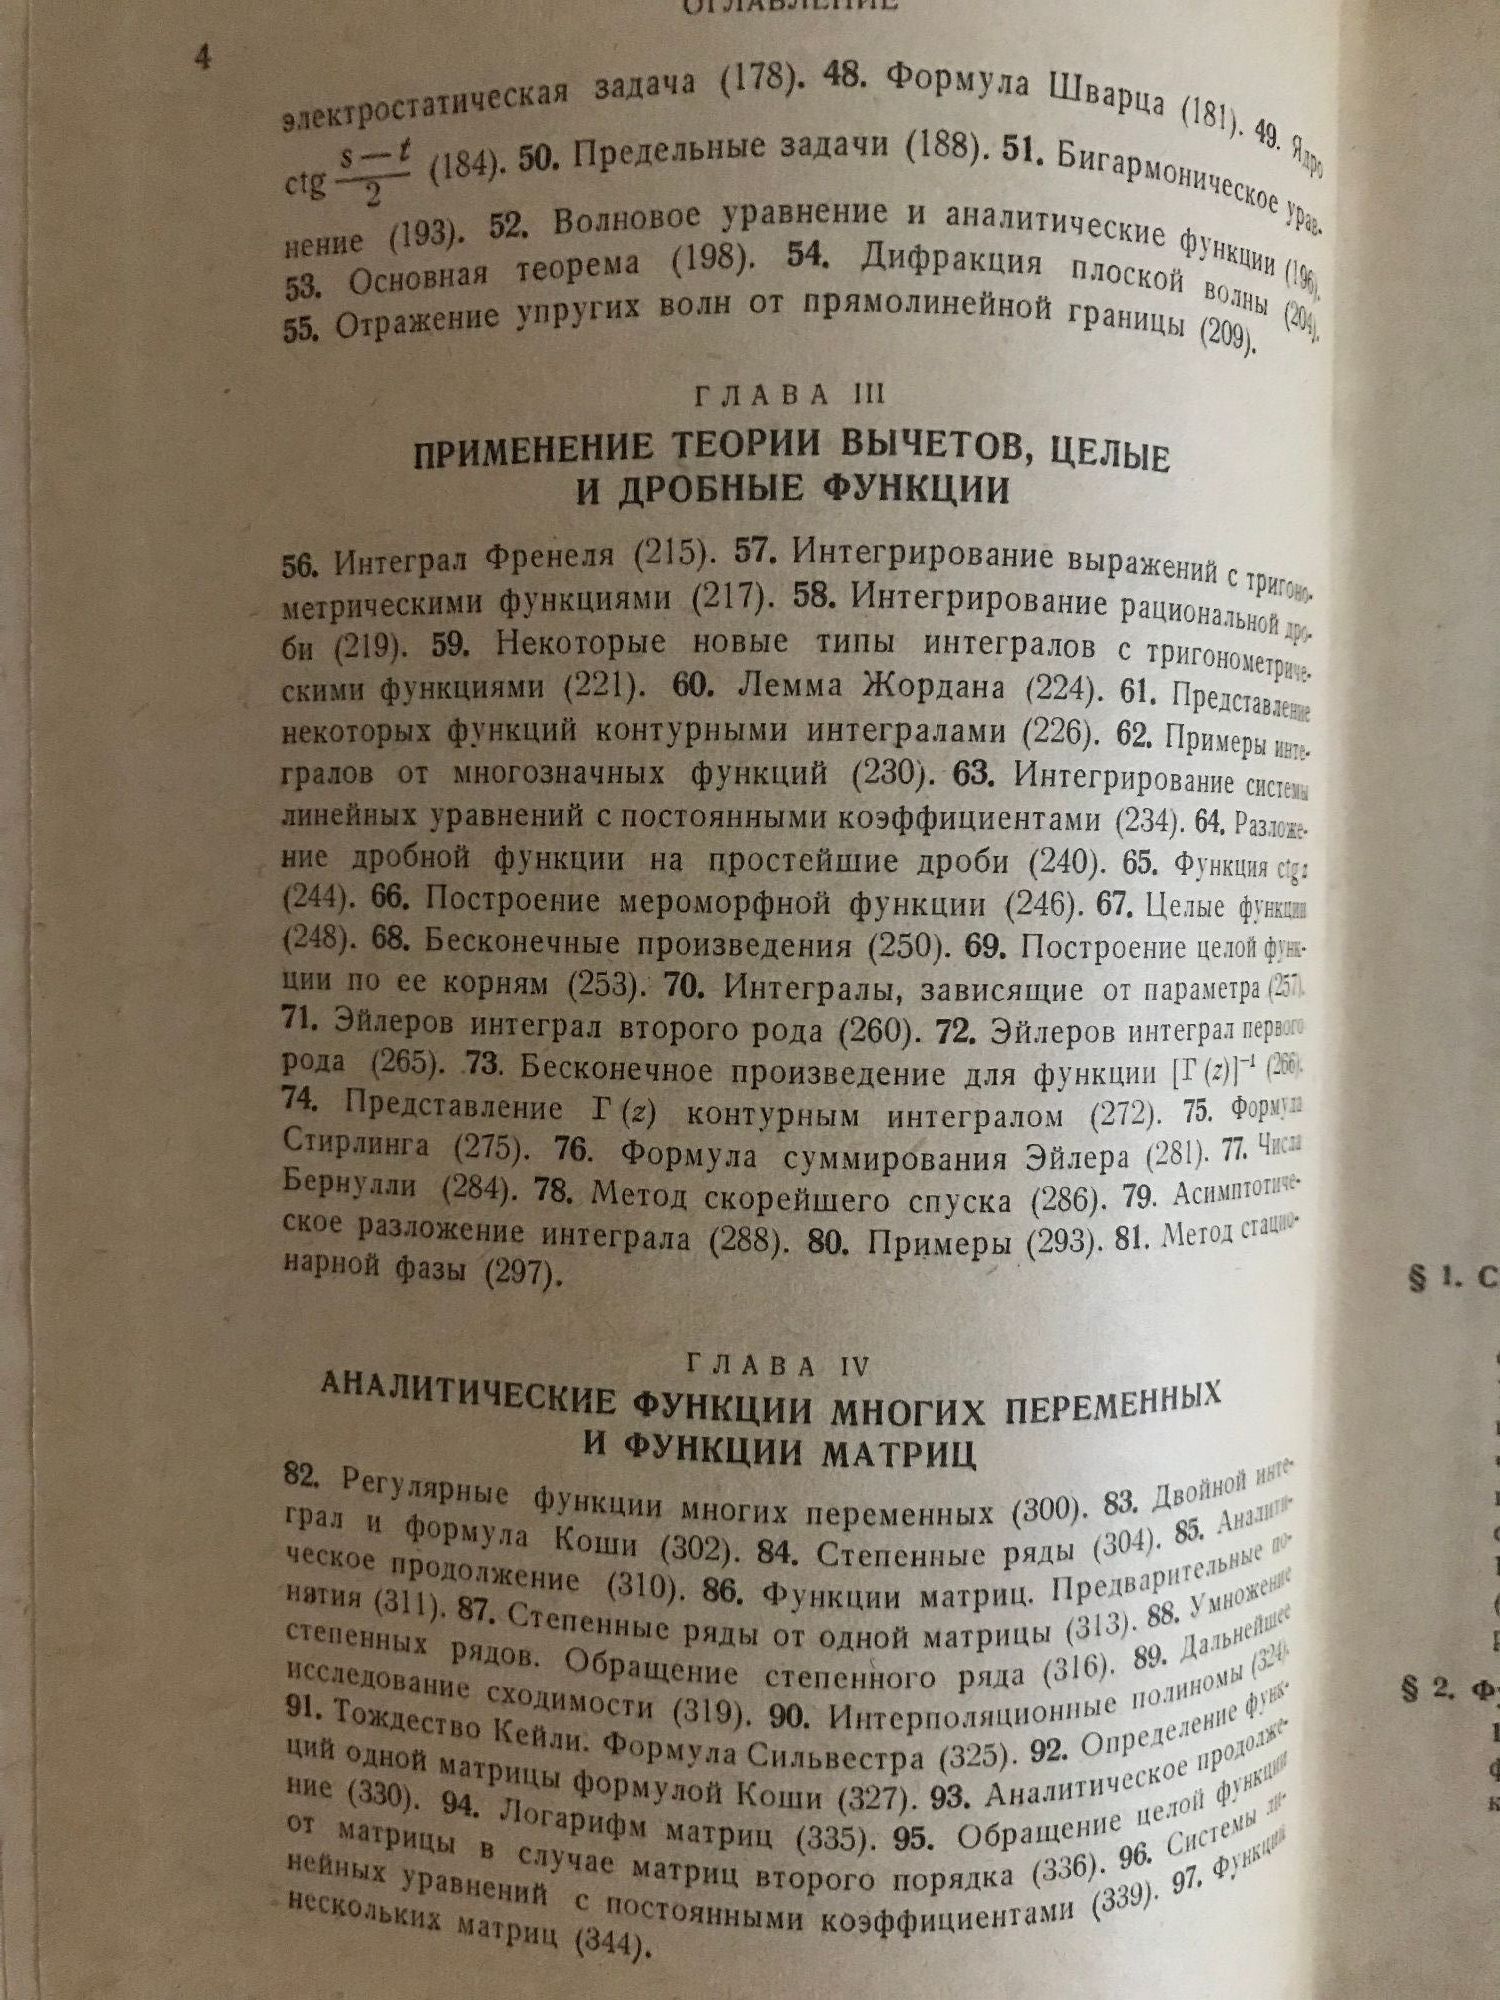 ОГЛАВЛЕНИЕ
4
электростатическая задача (178). 48. Формула Шварца (181). 49. Ядро
ctg s — t / 2 (184). 50. Предельные задачи (188). 51. Бигармоническое урав-
нение (193). 52. Волновое уравнение и аналитические функции (196).
53. Основная теорема (198). 54. Дифракция плоской волны (204).
55. Отражение упругих волн от прямолинейной границы (209).
ГЛАВА III
ПРИМЕНЕНИЕ ТЕОРИИ ВЫЧЕТОВ, ЦЕЛЫЕ
И ДРОБНЫЕ ФУНКЦИИ
56. Интеграл Френеля (215). 57. Интегрирование выражений с тригоно-
метрическими функциями (217). 58. Интегрирование рациональной дро-
би (219). 59. Некоторые новые типы интегралов с тригонометриче-
скими функциями (221). 60. Лемма Жордана (224). 61. Представление
некоторых функций контурными интегралами (226). 62. Примеры инте-
гралов от многозначных функций (230). 63. Интегрирование системы
линейных уравнений с постоянными коэффициентами (234). 64. Разложе-
ние дробной функции на простейшие дроби (240). 65. Функция ctg z
(244). 66. Построение мероморфной функции (246). 67. Целые функции
(248). 68. Бесконечные произведения (250). 69. Построение целой функ-
ции по ее корням (253). 70. Интегралы, зависящие от параметра (257).
71. Эйлеров интеграл второго рода (260). 72. Эйлеров интеграл первого
рода (265). 73. Бесконечное произведение для функции [Γ (z)]⁻¹ (266).
74. Представление Γ (z) контурным интегралом (272). 75. Формула
Стирлинга (275). 76. Формула суммирования Эйлера (281). 77. Числа
Бернулли (284). 78. Метод скорейшего спуска (286). 79. Асимптотиче-
ское разложение интеграла (288). 80. Примеры (293). 81. Метод стацио-
нарной фазы (297).
ГЛАВА IV
АНАЛИТИЧЕСКИЕ ФУНКЦИИ МНОГИХ ПЕРЕМЕННЫХ
И ФУНКЦИИ МАТРИЦ
82. Регулярные функции многих переменных (300). 83. Двойной инте-
грал и формула Коши (302). 84. Степенные ряды (304). 85. Аналити-
ческое продолжение (310). 86. Функции матриц. Предварительные по-
нятия (311). 87. Степенные ряды от одной матрицы (313). 88. Умножение
степенных рядов. Обращение степенного ряда (316). 89. Дальнейшее
исследование сходимости (319). 90. Интерполяционные полиномы (324).
91. Тождество Кейли. Формула Сильвестра (325). 92. Определение функ-
ций одной матрицы формулой Коши (327). 93. Аналитическое продолже-
ние (330). 94. Логарифм матриц (335). 95. Обращение целой функции
от матрицы в случае матриц второго порядка (336). 96. Системы ли-
нейных уравнений с постоянными коэффициентами (339). 97. Функции
нескольких матриц (344).
§ 1.
§ 2.